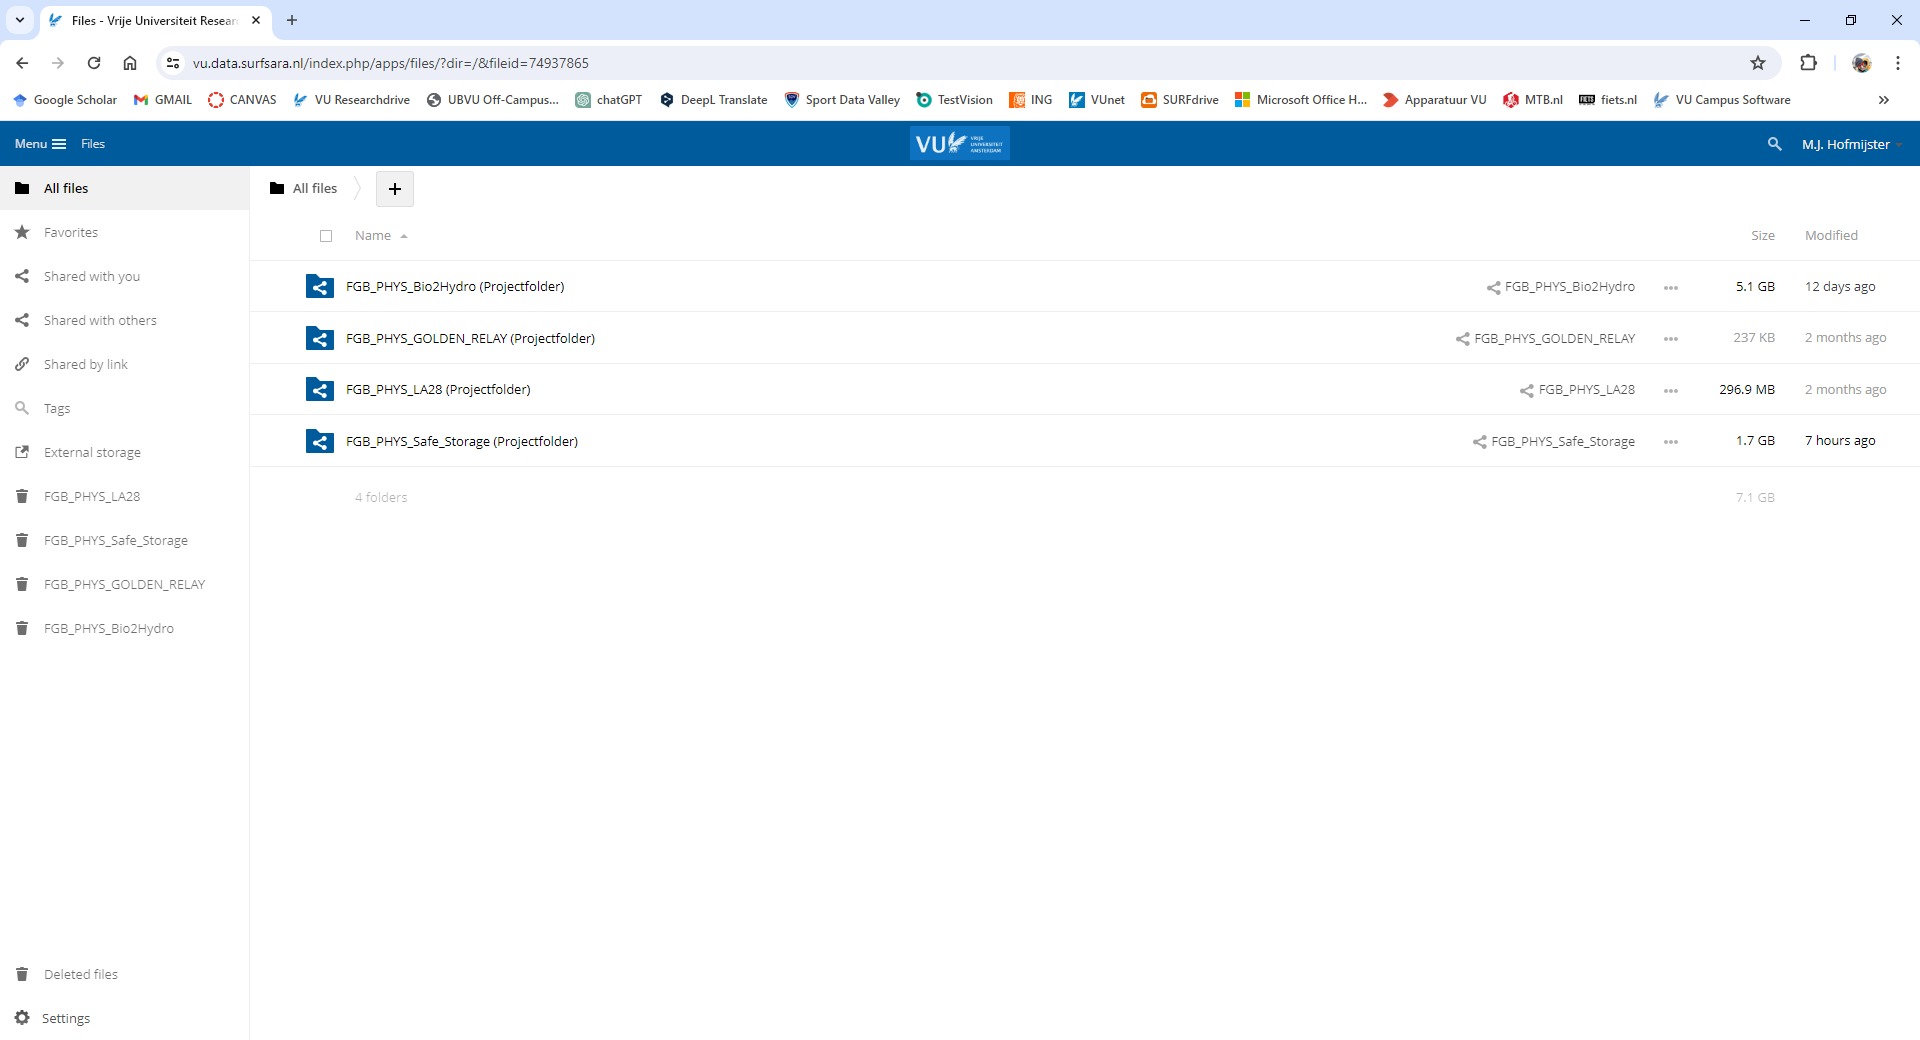 Files - Vrije Universiteit Resear
vu.data.surfsara.nl/index.php/apps/files/?dir=/&fileid=74937865
Google Scholar GMAIL CANVAS VU Researchdrive UBVU Off-Campus... chatGPT DeepL Translate Sport Data Valley TestVision ING VUnet SURFdrive Microsoft Office H... Apparatuur VU MTB.nl fiets.nl VU Campus Software
Menu Files VU VRIJE UNIVERSITEIT AMSTERDAM M.J. Hofmijster
All files
Favorites
Shared with you
Shared with others
Shared by link
Tags
External storage
FGB_PHYS_LA28
FGB_PHYS_Safe_Storage
FGB_PHYS_GOLDEN_RELAY
FGB_PHYS_Bio2Hydro
Deleted files
Settings
All files +
Name Size Modified
FGB_PHYS_Bio2Hydro (Projectfolder) FGB_PHYS_Bio2Hydro 5.1 GB 12 days ago
FGB_PHYS_GOLDEN_RELAY (Projectfolder) FGB_PHYS_GOLDEN_RELAY 237 KB 2 months ago
FGB_PHYS_LA28 (Projectfolder) FGB_PHYS_LA28 296.9 MB 2 months ago
FGB_PHYS_Safe_Storage (Projectfolder) FGB_PHYS_Safe_Storage 1.7 GB 7 hours ago
4 folders 7.1 GB